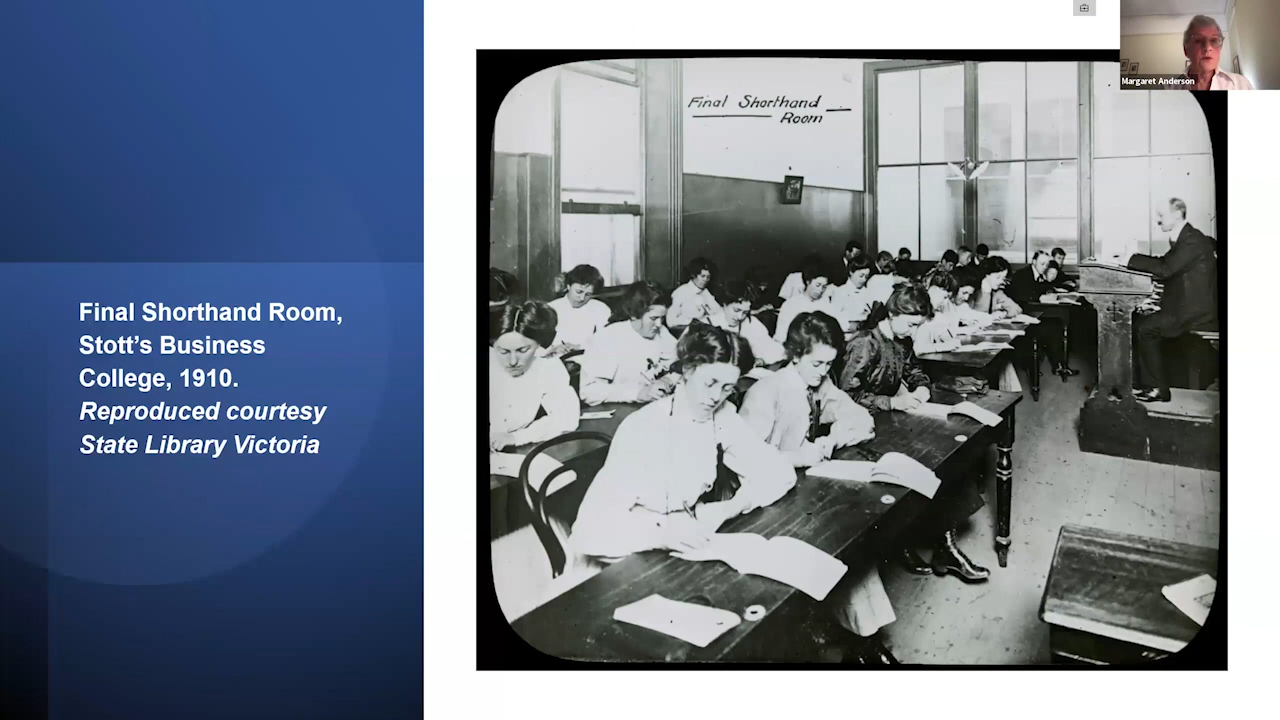 Final Shorthand Room,
Stott’s Business
College, 1910.
Reproduced courtesy
State Library Victoria
Final Shorthand
Room
Margaret Anderson